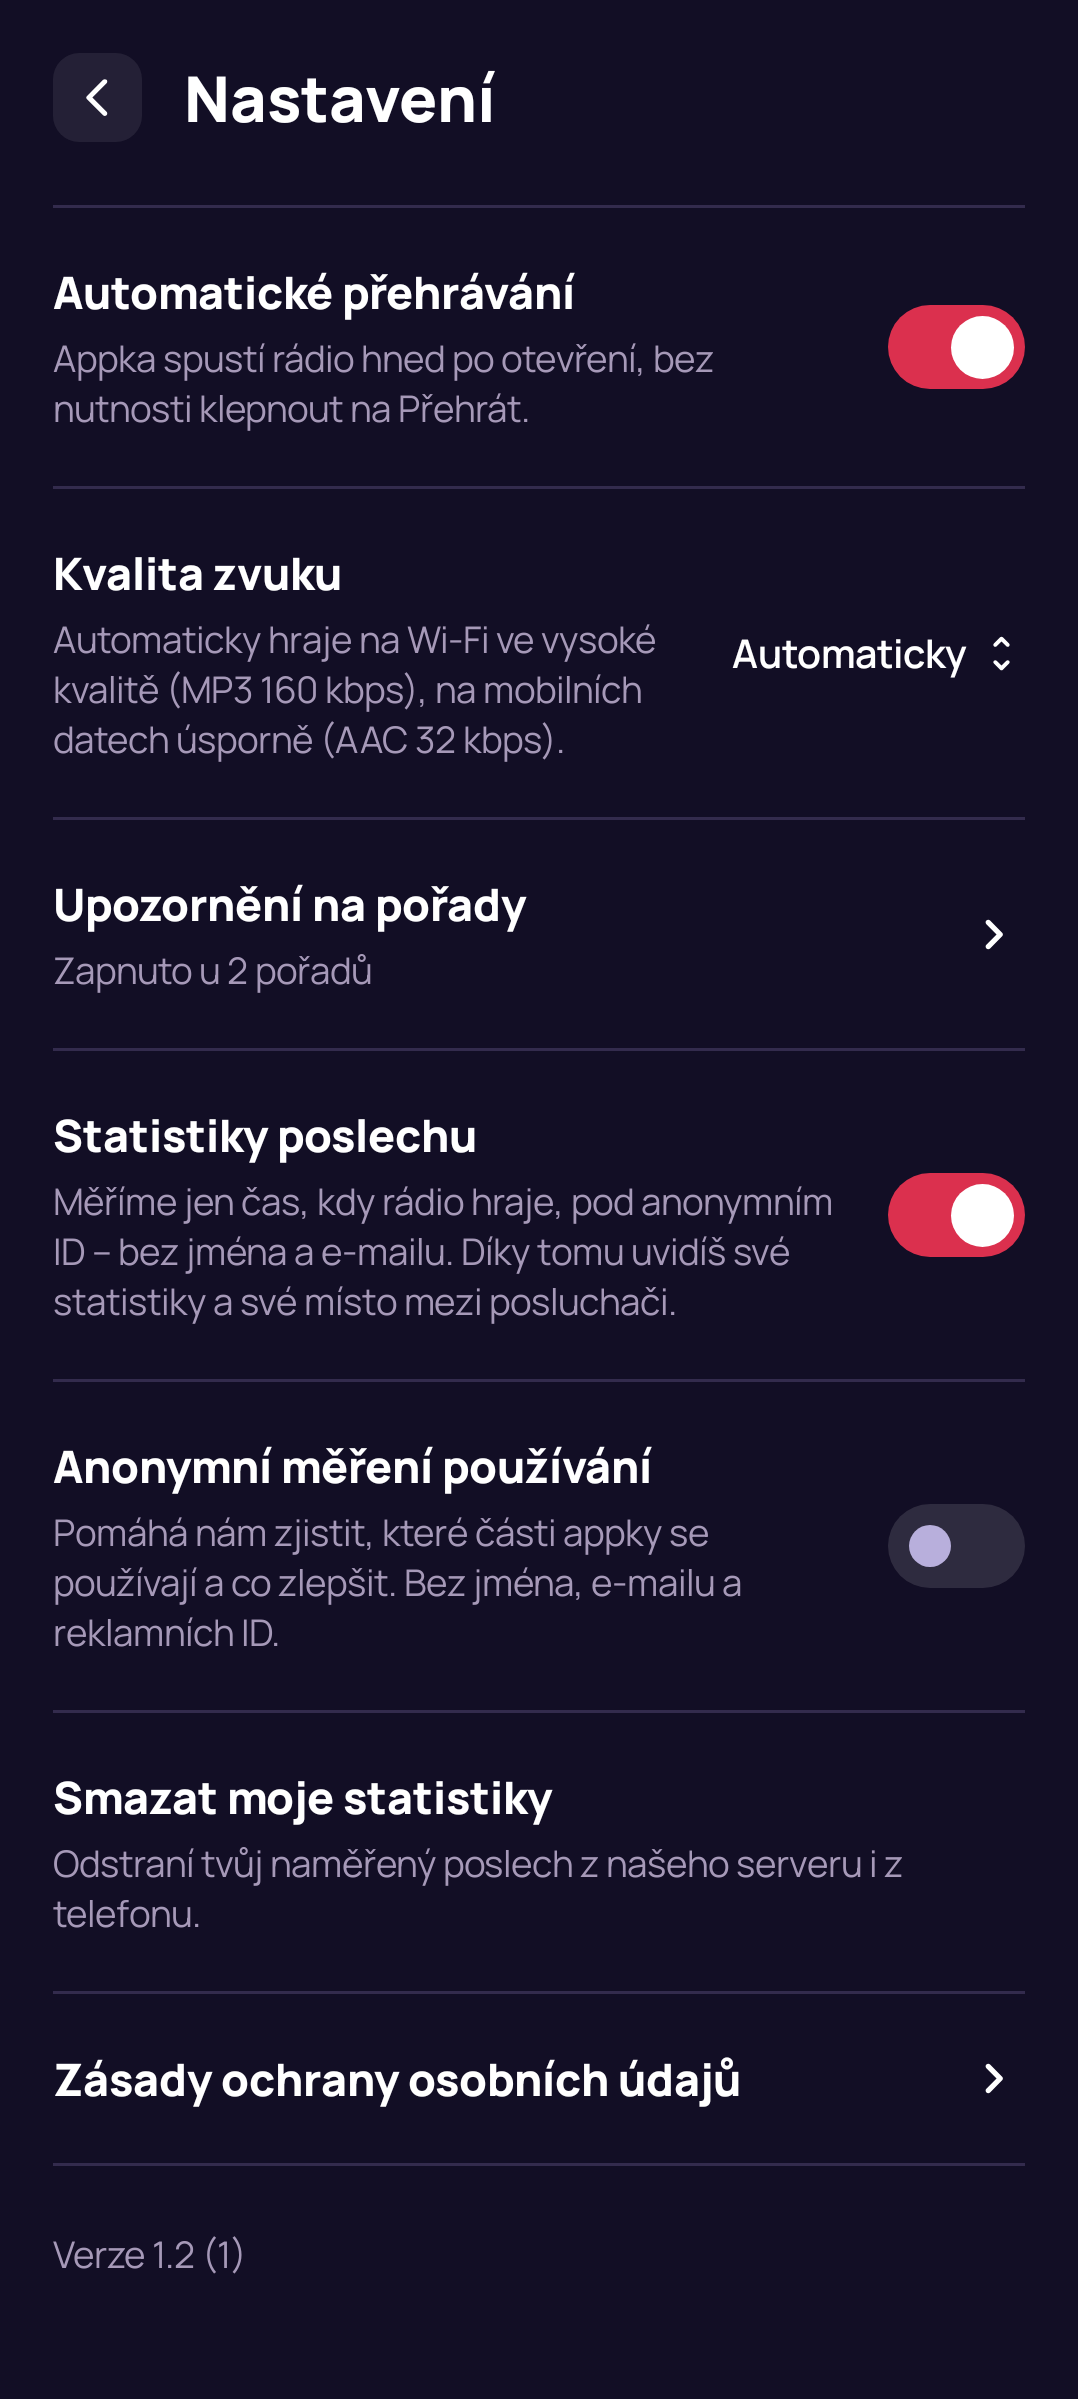 Nastavení
Automatické přehrávání
Appka spustí rádio hned po otevření, bez
nutnosti klepnout na Přehrát.
Kvalita zvuku
Automaticky hraje na Wi-Fi ve vysoké
kvalitě (MP3 160 kbps), na mobilních
datech úsporně (AAC 32 kbps).
Automaticky
Upozornění na pořady
Zapnuto u 2 pořadů
Statistiky poslechu
Měříme jen čas, kdy rádio hraje, pod anonymním
ID – bez jména a e-mailu. Díky tomu uvidíš své
statistiky a své místo mezi posluchači.
Anonymní měření používání
Pomáhá nám zjistit, které části appky se
používají a co zlepšit. Bez jména, e-mailu a
reklamních ID.
Smazat moje statistiky
Odstraní tvůj naměřený poslech z našeho serveru i z
telefonu.
Zásady ochrany osobních údajů
Verze 1.2 (1)